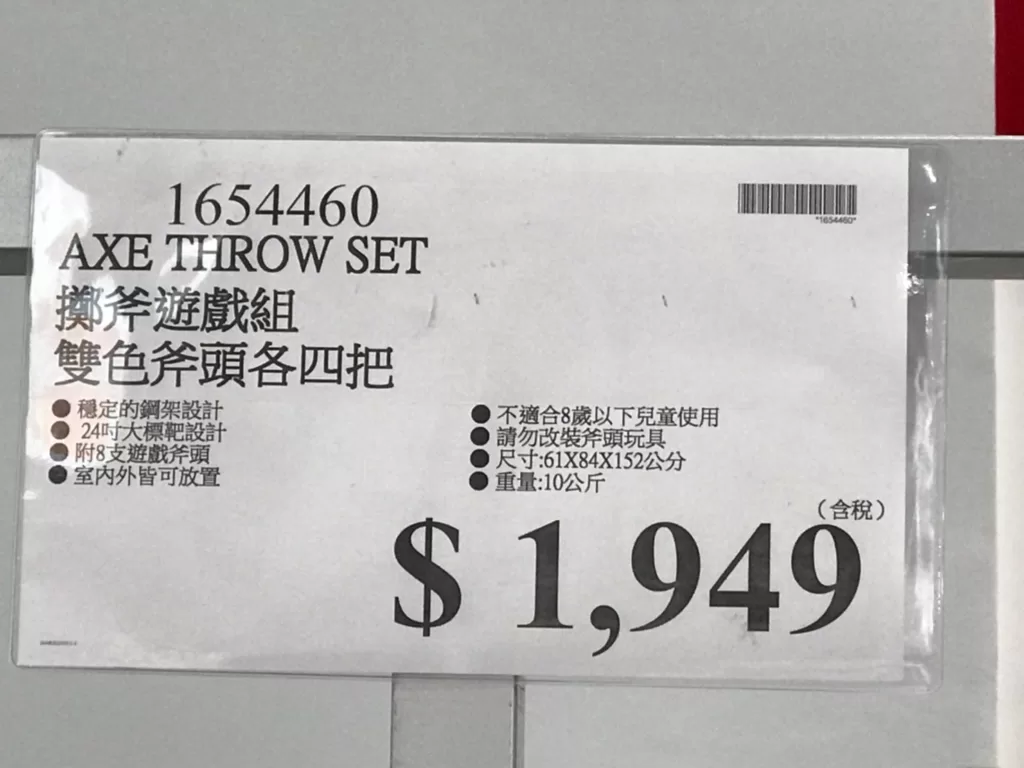 1654460
*1654460*
AXE THROW SET
擲斧遊戲組
雙色斧頭各四把
● 穩定的鋼架設計
● 24吋大標靶設計
● 附8支遊戲斧頭
● 室內外皆可放置
● 不適合8歲以下兒童使用
● 請勿改裝斧頭玩具
● 尺寸:61X84X152公分
● 重量:10公斤
（含稅）
$ 1,949